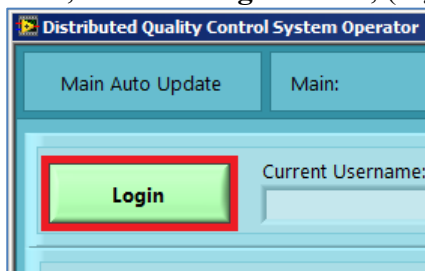 Distributed Quality Control System Operator
Main Auto Update
Main:
Current Username:
Login